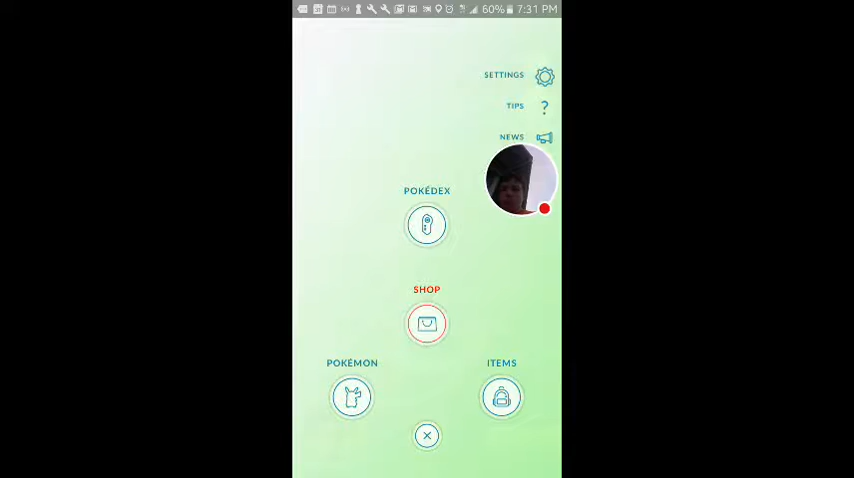 60% 7:31 PM
SETTINGS
TIPS ?
NEWS
POKÉDEX
SHOP
POKÉMON
ITEMS